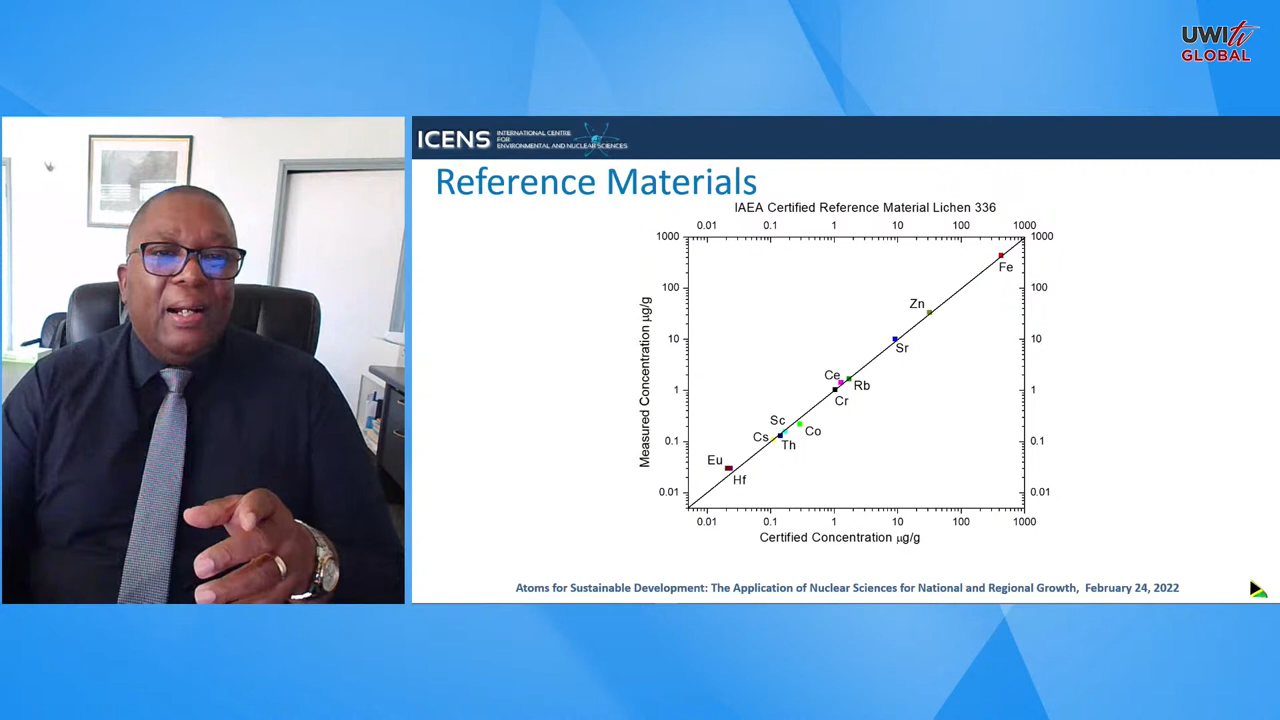 UWItv
GLOBAL
ICENS
INTERNATIONAL CENTRE
FOR
ENVIRONMENTAL AND NUCLEAR SCIENCES
Reference Materials
IAEA Certified Reference Material Lichen 336
0.01 0.1 1 10 100 1000
1000 1000
Fe
100 100
Zn
10 10
Sr
Ce
Rb
1 1
Cr
Sc
Co
Cs
Th
0.1 0.1
Eu
Hf
0.01 0.01
0.01 0.1 1 10 100 1000
Measured Concentration µg/g
Certified Concentration µg/g
Atoms for Sustainable Development: The Application of Nuclear Sciences for National and Regional Growth, February 24, 2022